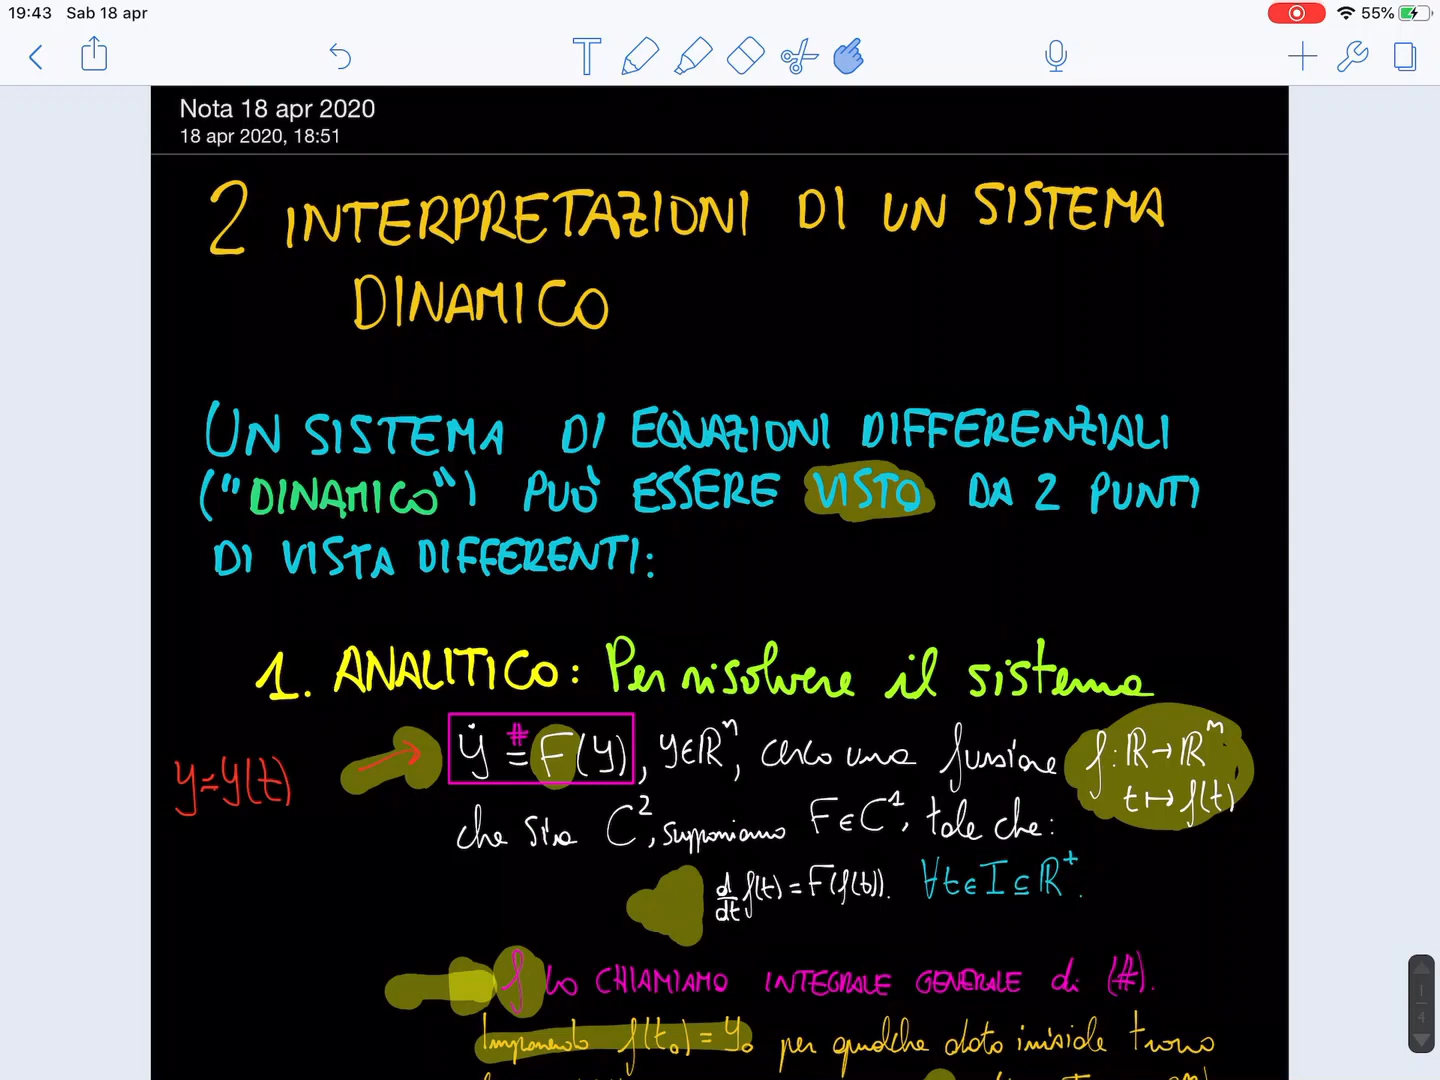 19:43 Sab 18 apr
55%
Nota 18 apr 2020
18 apr 2020, 18:51
2 INTERPRETAZIONI DI UN SISTEMA
DINAMICO
UN SISTEMA DI EQUAZIONI DIFFERENZIALI
("DINAMICO") PUÒ ESSERE VISTO DA 2 PUNTI
DI VISTA DIFFERENTI:
1. ANALITICO: Per risolvere il sistema
y=y(t) → ẏ #= F(y), y∈ℝⁿ, cerco una funzione f: ℝ→ℝⁿ
t↦f(t)
che sia C², supponiamo F∈C¹, tale che:
d/dt f(t) = F(f(t)). ∀t∈I⊆ℝ⁺.
f lo CHIAMIAMO INTEGRALE GENERALE di (#).
Imponendo f(t₀) = y₀ per qualche dato iniziale trovo
1
4